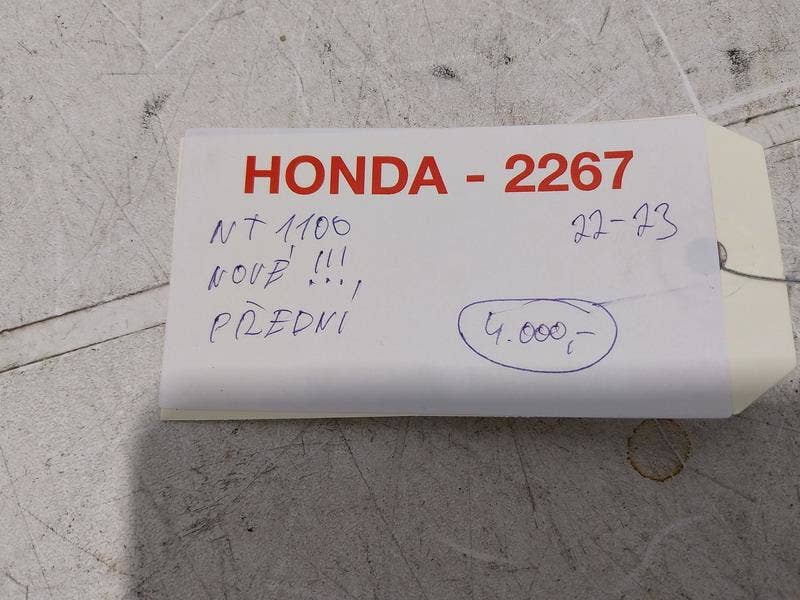 HONDA - 2267
NT 1100 22-23
NOVÉ !!!
PŘEDNÍ 4.000,-